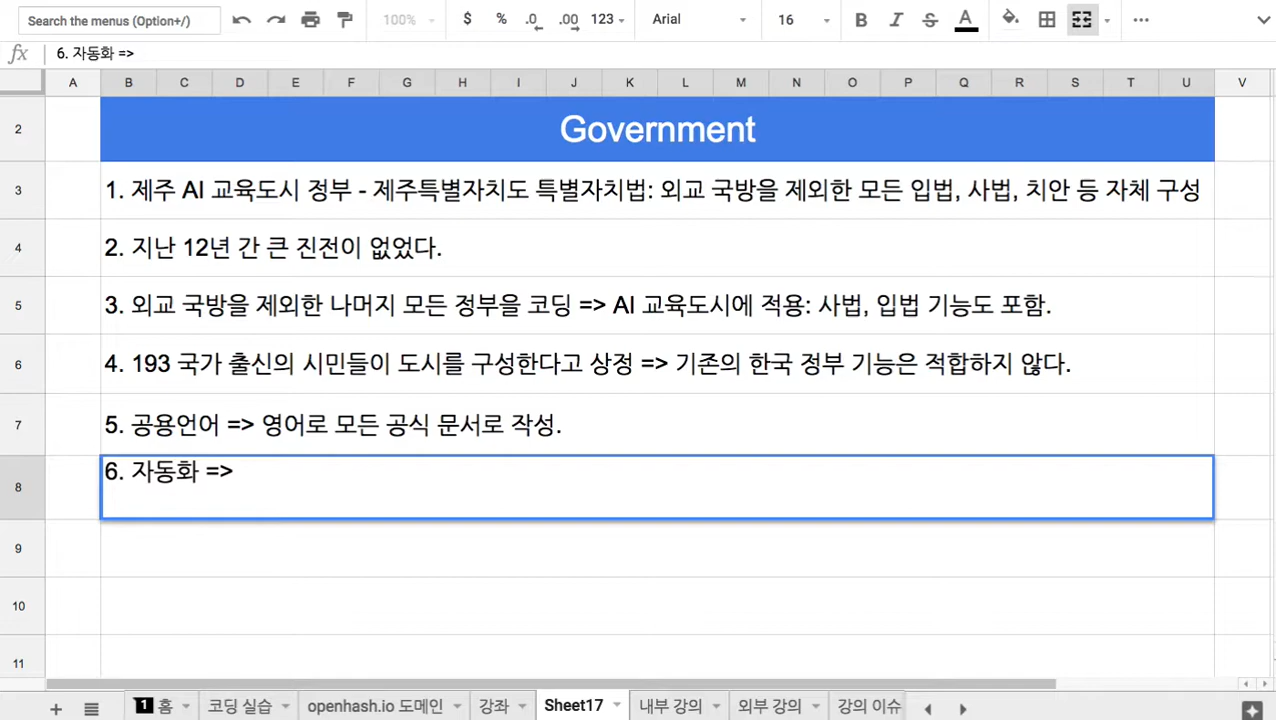 Search the menus (Option+/)
100%
$ % .0 .00 123
Arial
16
B I S A
fx 6. 자동화 =>
A B C D E F G H I J K L M N O P Q R S T U V
2 Government
3 1. 제주 AI 교육도시 정부 - 제주특별자치도 특별자치법: 외교 국방을 제외한 모든 입법, 사법, 치안 등 자체 구성
4 2. 지난 12년 간 큰 진전이 없었다.
5 3. 외교 국방을 제외한 나머지 모든 정부을 코딩 => AI 교육도시에 적용: 사법, 입법 기능도 포함.
6 4. 193 국가 출신의 시민들이 도시를 구성한다고 상정 => 기존의 한국 정부 기능은 적합하지 않다.
7 5. 공용언어 => 영어로 모든 공식 문서로 작성.
8 6. 자동화 =>
9
10
11
1 홈 코딩 실습 openhash.io 도메인 강좌 Sheet17 내부 강의 외부 강의 강의 이슈